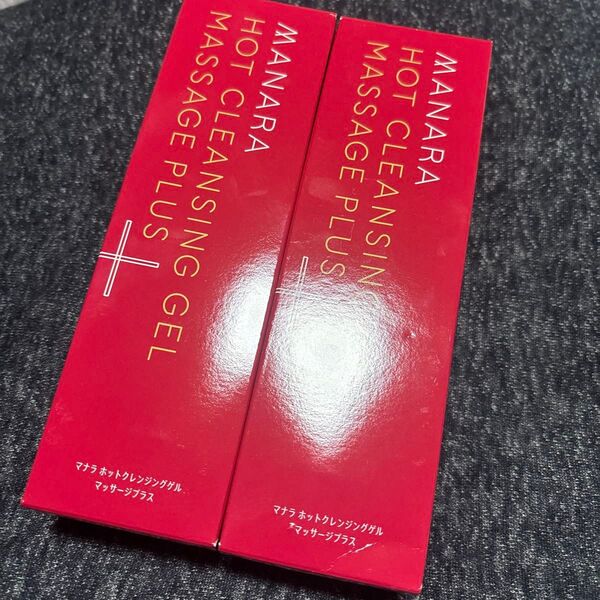 MANARA
HOT CLEANSING GEL
MASSAGE PLUS
マナラ ホットクレンジングゲル
マッサージプラス
MANARA
HOT CLEANSING
MASSAGE PLUS
マナラ ホットクレンジングゲル
マッサージプラス